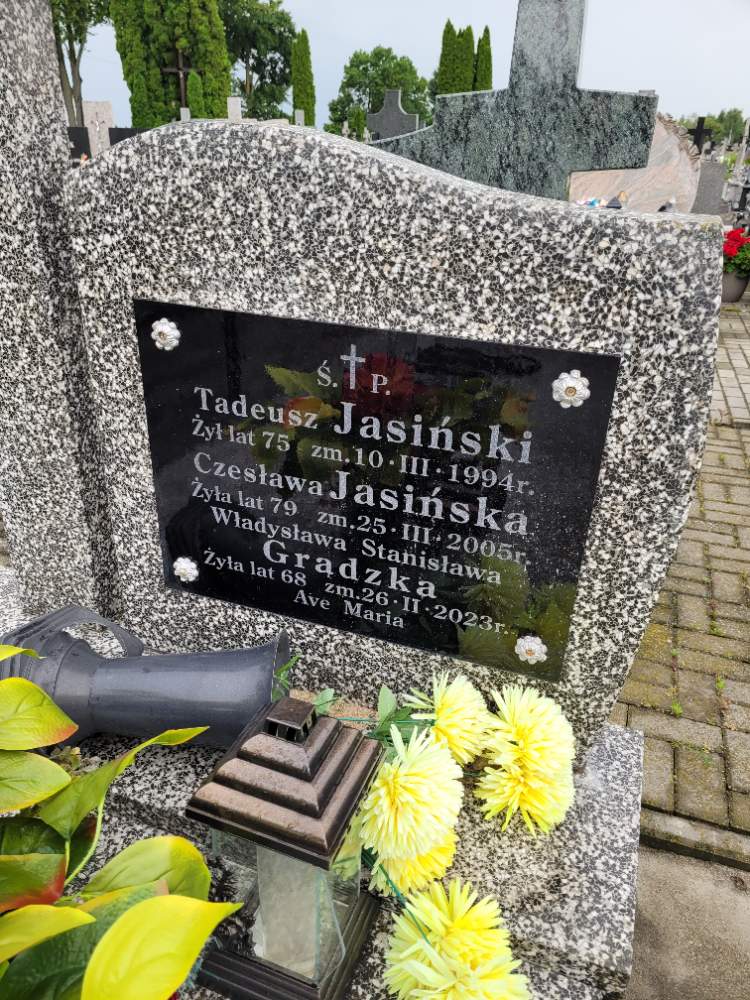 Ś. P.
Tadeusz Jasiński
Żył lat 75 zm.10·III·1994r.
Czesława Jasińska
Żyła lat 79 zm.25·III·2005r.
Władysława Stanisława
Grądzka
Żyła lat 68 zm.26·II·2023r.
Ave Maria